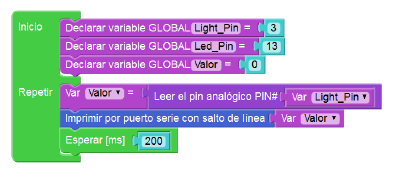 Inicio
Declarar variable GLOBAL Light_Pin = 3
Declarar variable GLOBAL Led_Pin = 13
Declarar variable GLOBAL Valor = 0
Repetir
Var Valor = Leer el pin analógico PIN# Var Light_Pin
Imprimir por puerto serie con salto de línea Var Valor
Esperar [ms] 200